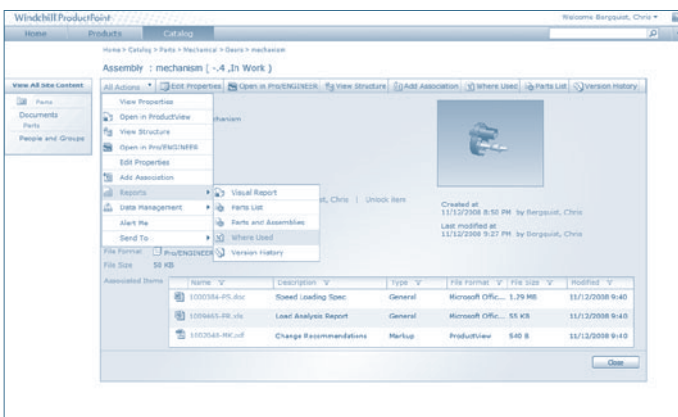 Windchill ProductPoint
Welcome Bergquist, Chris
Home Products Catalog
Home > Catalog > Parts > Mechanical > Gears > mechanism
Assembly : mechanism ( -.4 ,In Work )
View All Site Content
Parts
Documents
Parts
People and Groups
All Actions Edit Properties Open in Pro/ENGINEER View Structure Add Association Where Used Parts List Version History
View Properties
Open in ProductView
View Structure
Open in Pro/ENGINEER
Edit Properties
Add Association
Reports
Data Management
Alert Me
Send To
Visual Report
Parts List
Parts and Assemblies
Where Used
Version History
Chris | Unlock Item
Created at
11/12/2008 8:50 PM by Bergquist, Chris
Last modified at
11/12/2008 9:27 PM by Bergquist, Chris
File Format Pro/ENGINEER
File Size 50 KB
Associated Items
Name Description Type File Format File Size Modified
1000384-PS.doc Speed Loading Spec General Microsoft Offic... 1.79 MB 11/12/2008 9:40
Load Analysis Report General Microsoft Offic... 55 KB 11/12/2008 9:40
Change Recommendations Markup ProductView 540 B 11/12/2008 9:40
Close